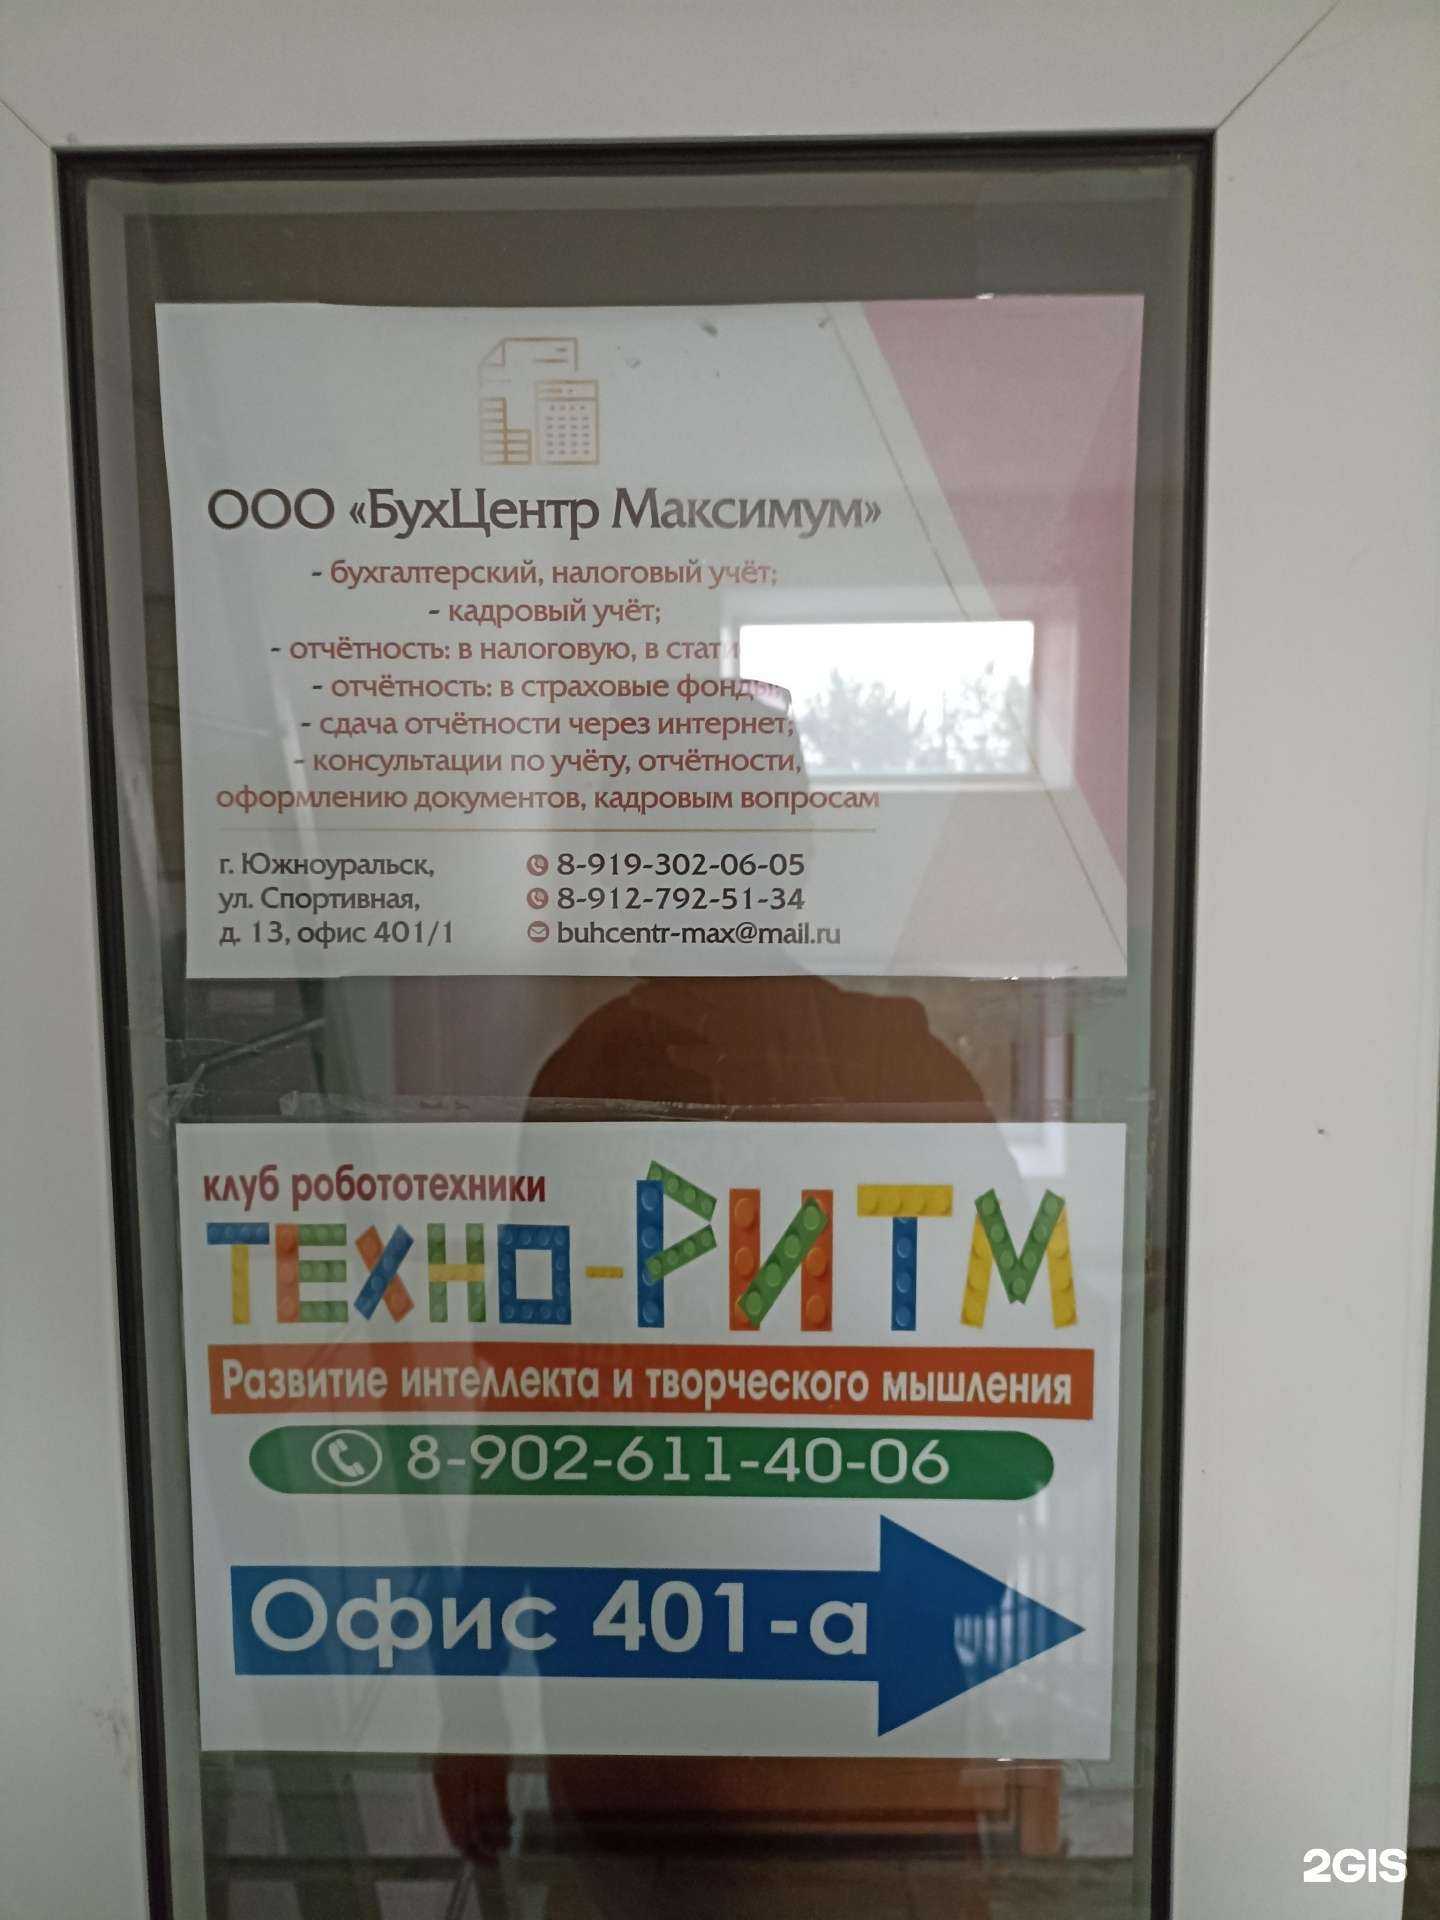 ООО «БухЦентр Максимум»
- бухгалтерский, налоговый учёт;
- кадровый учёт;
- отчётность: в налоговую, в
- отчётность: в страховые фонды;
- сдача отчётности через интернет;
- консультации по учёту, отчётности,
оформлению документов, кадровым вопросам
г. Южноуральск,
ул. Спортивная,
д. 13, офис 401/1
8-919-302-06-05
8-912-792-51-34
buhcentr-max@mail.ru
клуб робототехники
ТЕХНО-РИТМ
Развитие интеллекта и творческого мышления
8-902-611-40-06
Офис 401-а
2GIS